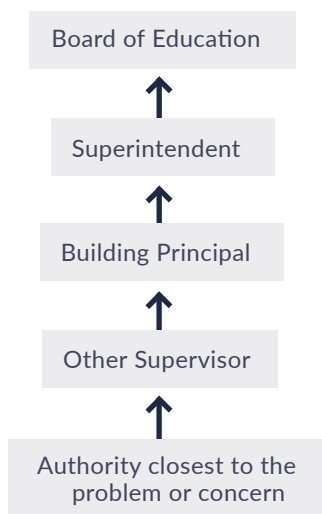 Board of Education
Superintendent
Building Principal
Other Supervisor
Authority closest to the
problem or concern